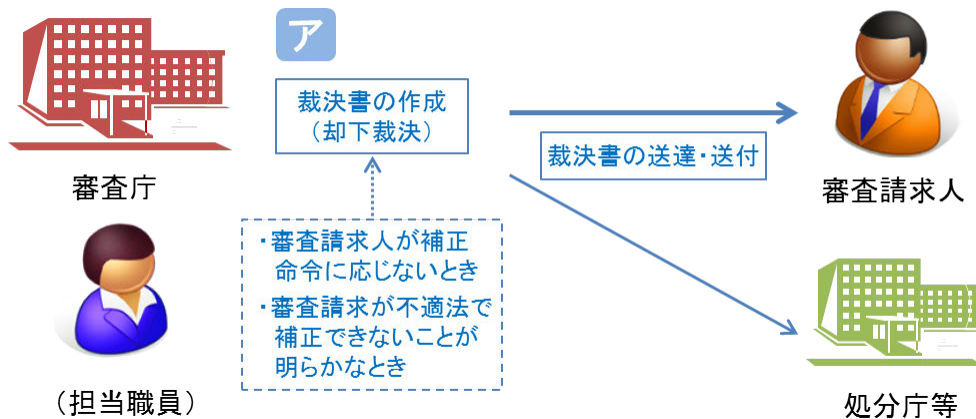 ア
裁決書の作成
(却下裁決)
裁決書の送達・送付
審査庁
審査請求人
・審査請求人が補正
命令に応じないとき
・審査請求が不適法で
補正できないことが
明らかなとき
(担当職員)
処分庁等